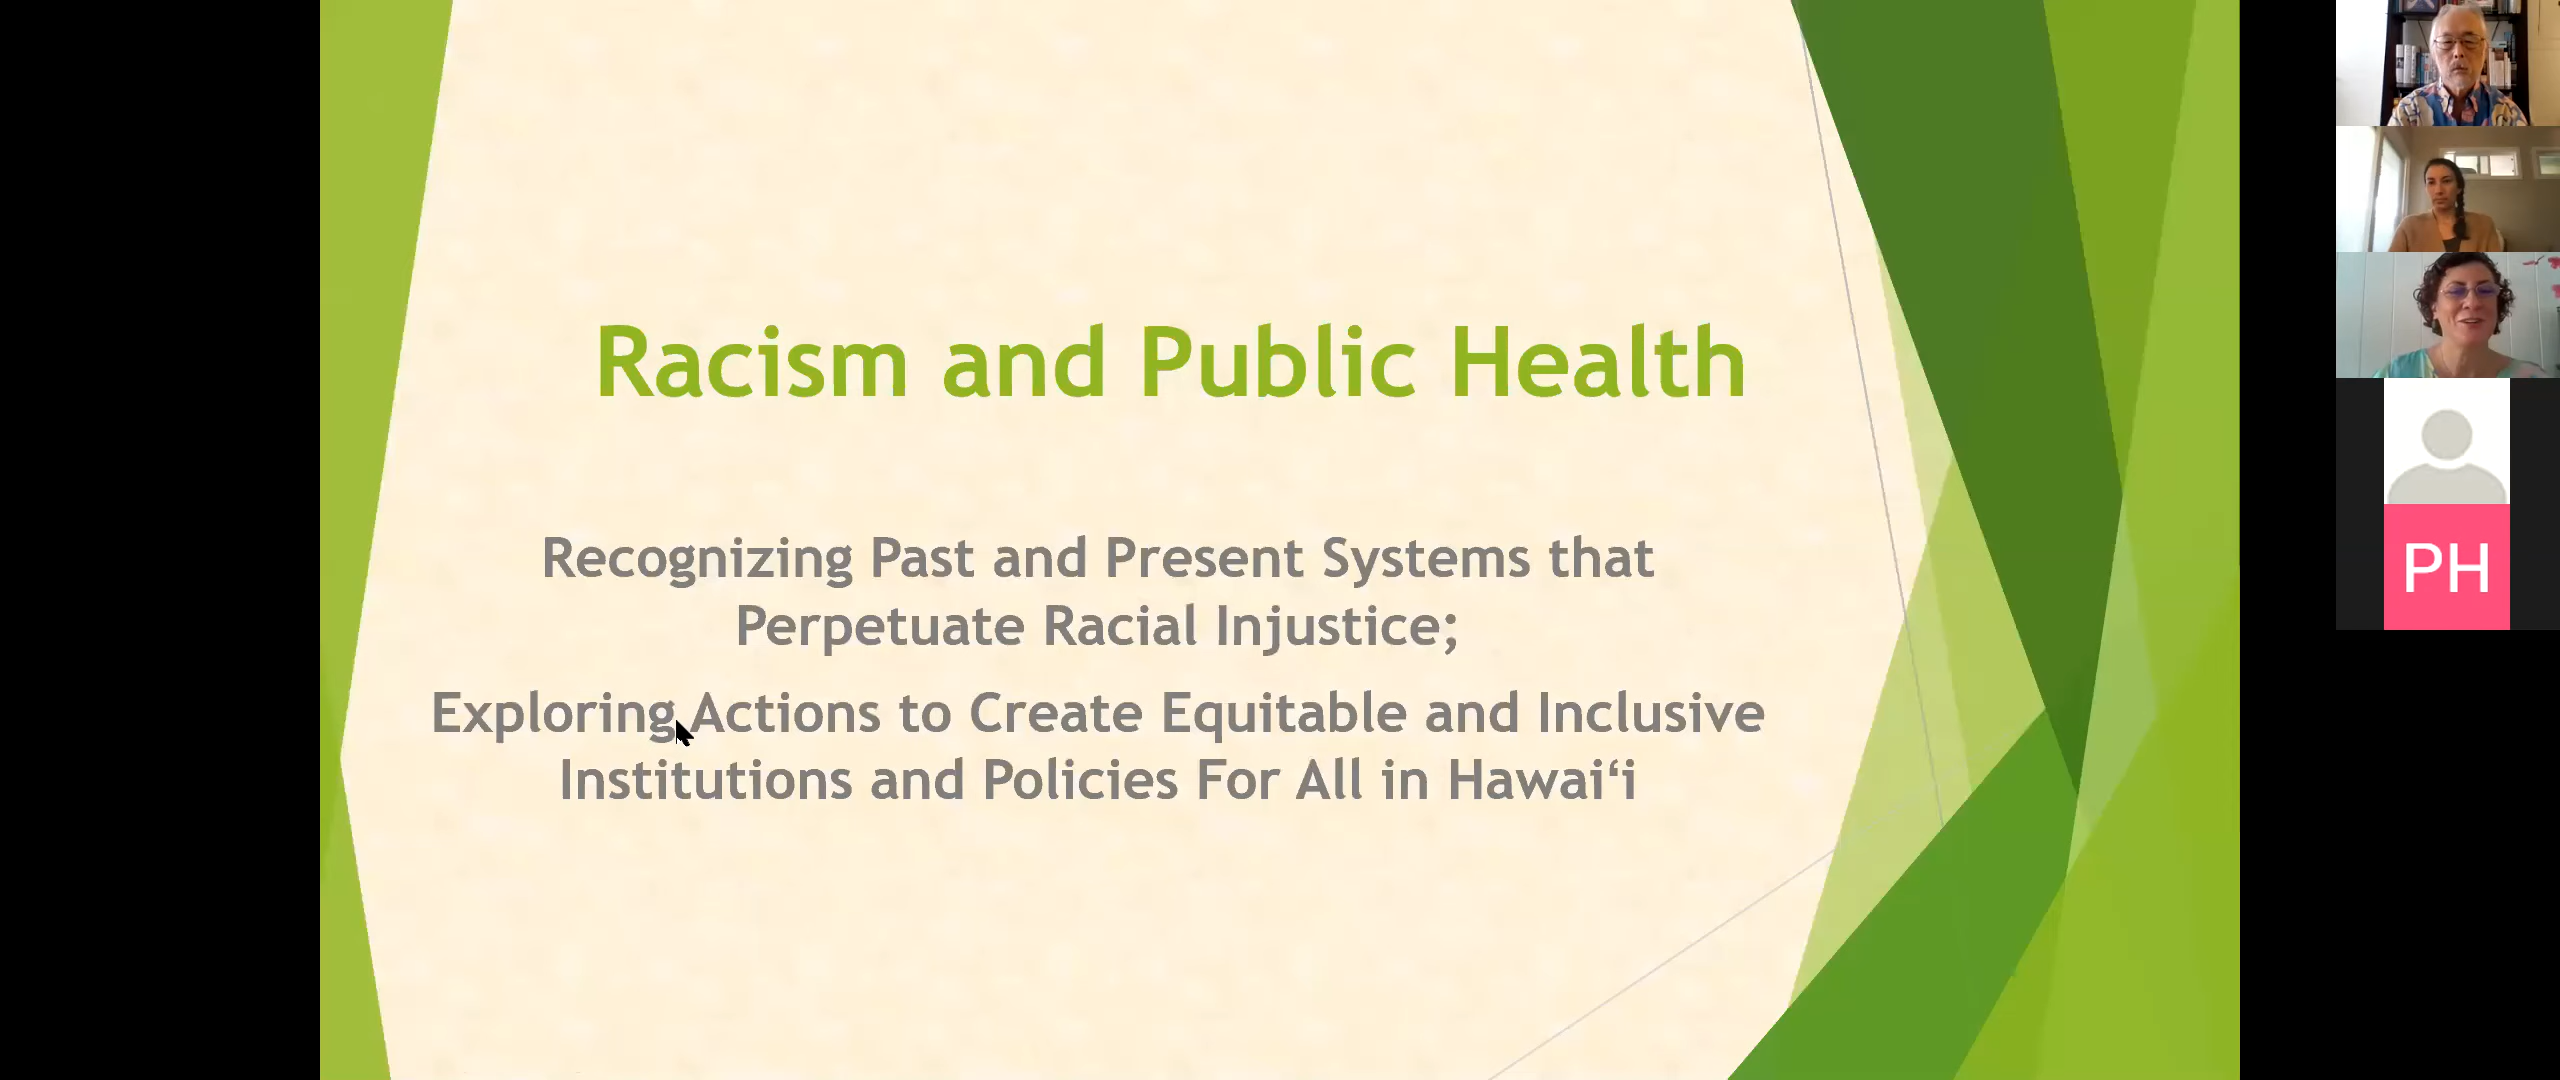 Racism and Public Health
Recognizing Past and Present Systems that
Perpetuate Racial Injustice;
Exploring Actions to Create Equitable and Inclusive
Institutions and Policies For All in Hawai‘i
PH